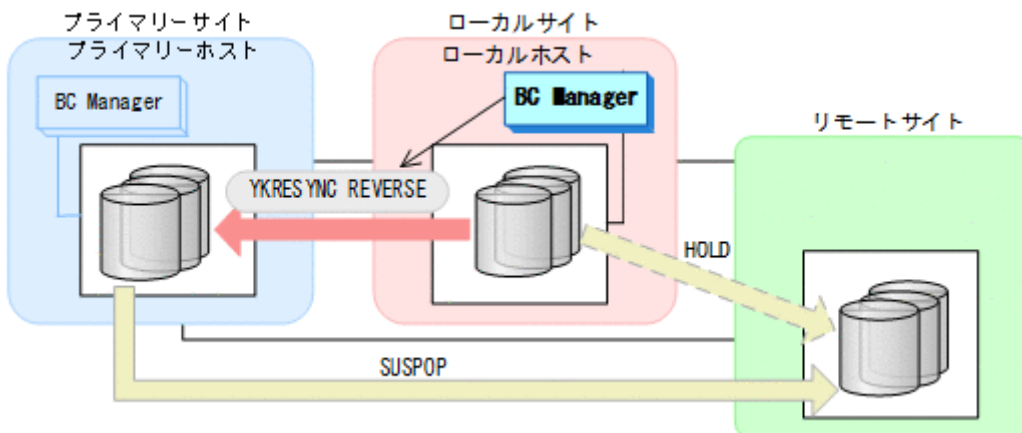 プライマリーサイト
プライマリーホスト
BC Manager
ローカルサイト
ローカルホスト
BC Manager
リモートサイト
YKRESYNC REVERSE
HOLD
SUSPOP